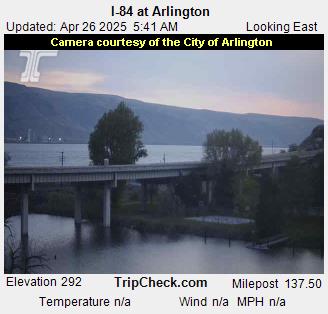 I-84 at Arlington
Updated: Apr 26 2025 5:41 AM Looking East
Camera courtesy of the City of Arlington
Elevation 292 TripCheck.com Milepost 137.50
Temperature n/a Wind n/a MPH n/a